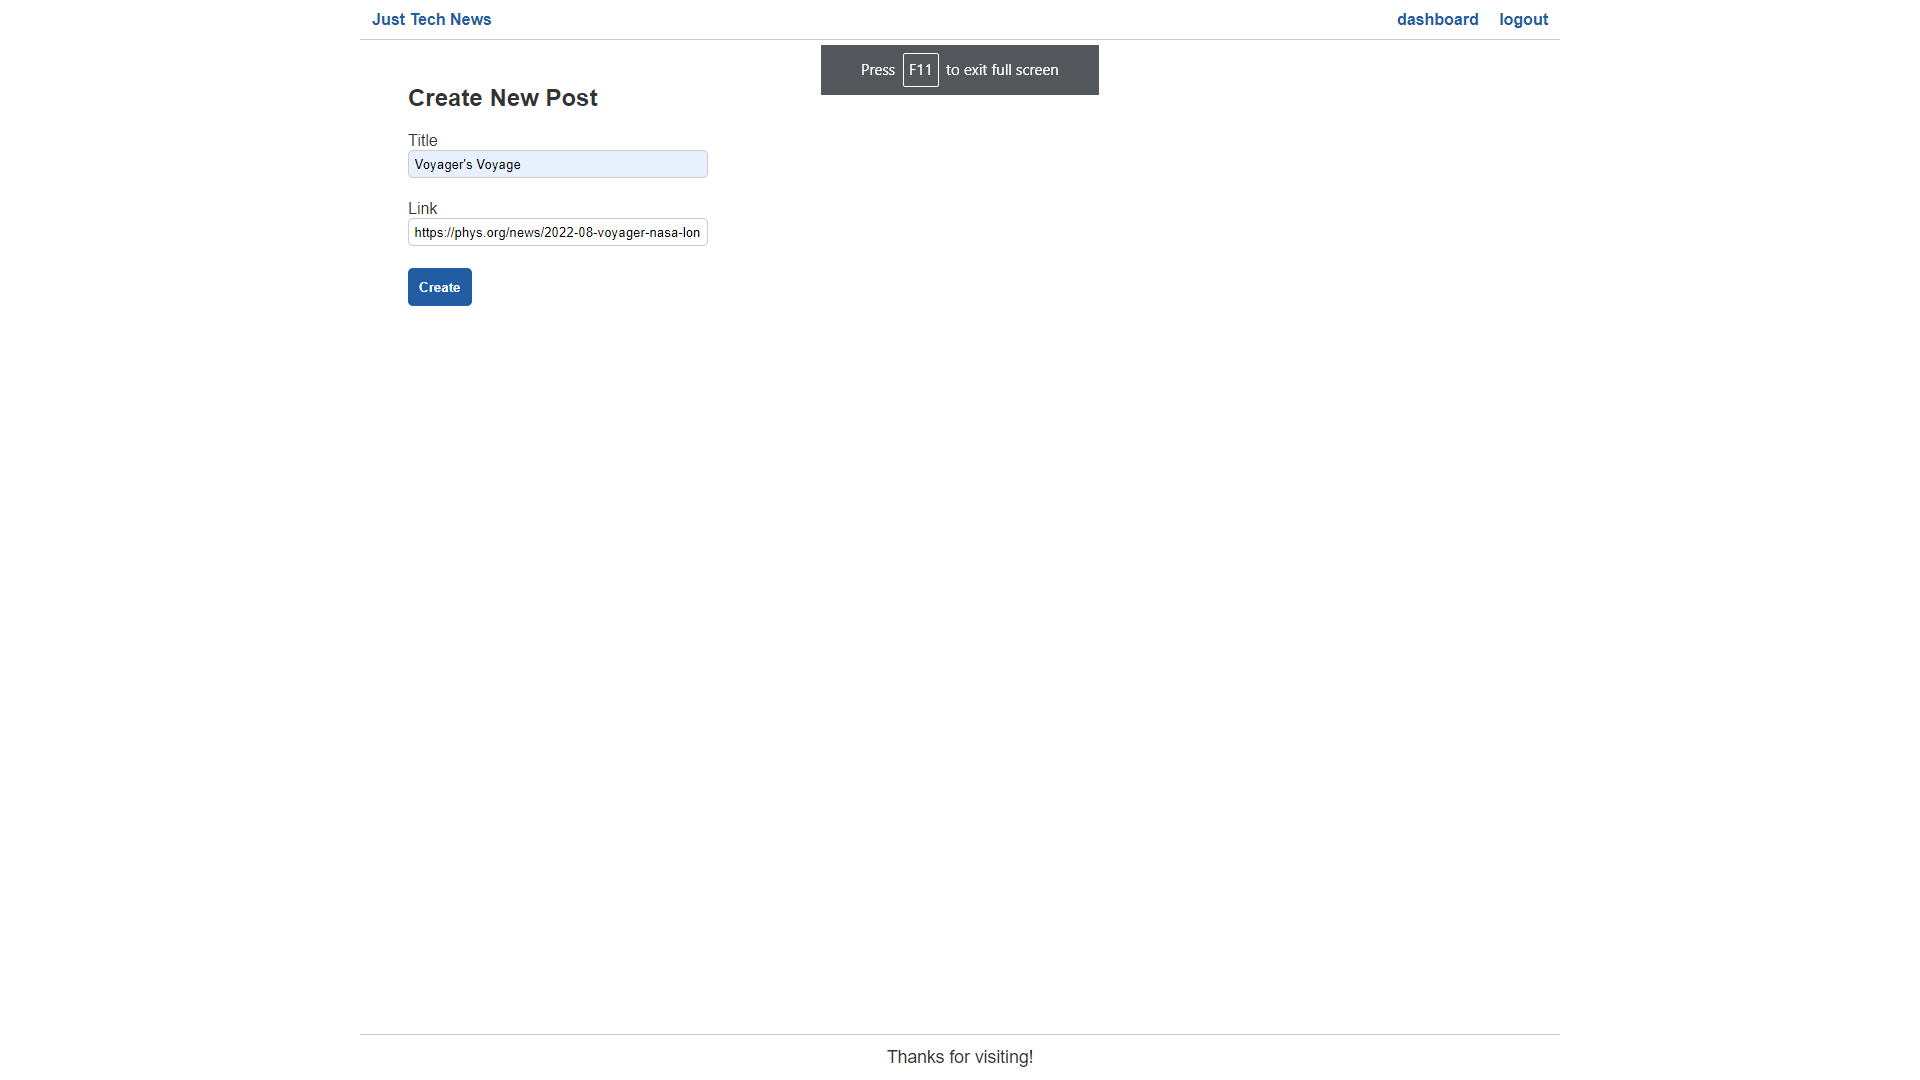 Just Tech News
dashboard logout
Press F11 to exit full screen
Create New Post
Title
Voyager's Voyage
Link
https://phys.org/news/2022-08-voyager-nasa-lon
Create
Thanks for visiting!